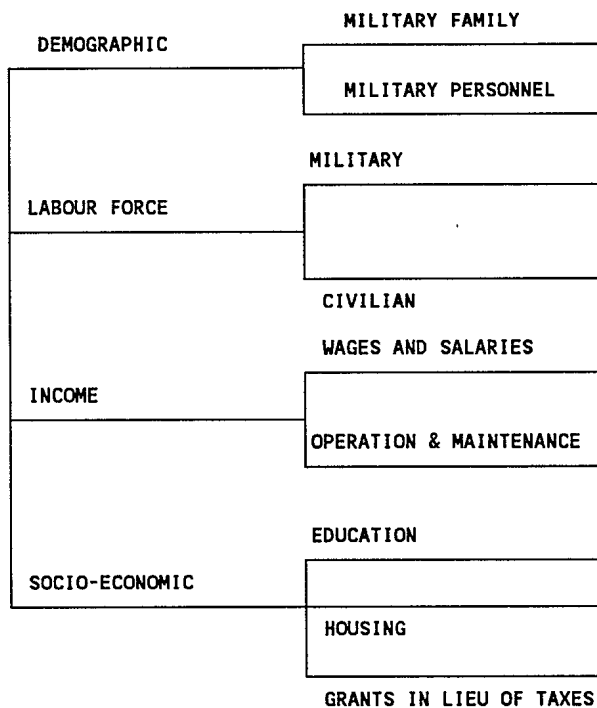 MILITARY FAMILY
DEMOGRAPHIC
MILITARY PERSONNEL
MILITARY
LABOUR FORCE
CIVILIAN
WAGES AND SALARIES
INCOME
OPERATION & MAINTENANCE
EDUCATION
SOCIO-ECONOMIC
HOUSING
GRANTS IN LIEU OF TAXES